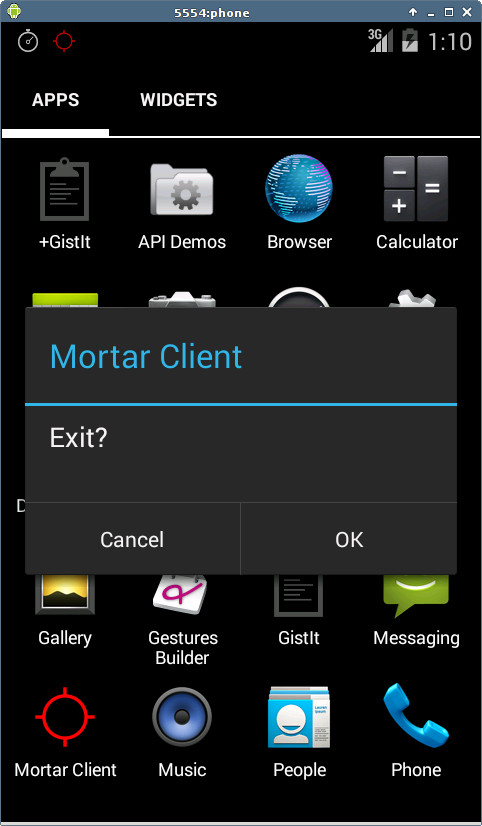 5554:phone
3G 1:10
APPS WIDGETS
+GistIt API Demos Browser Calculator
Mortar Client
Exit?
D
Cancel OK
Gallery Gestures Builder GistIt Messaging
Mortar Client Music People Phone